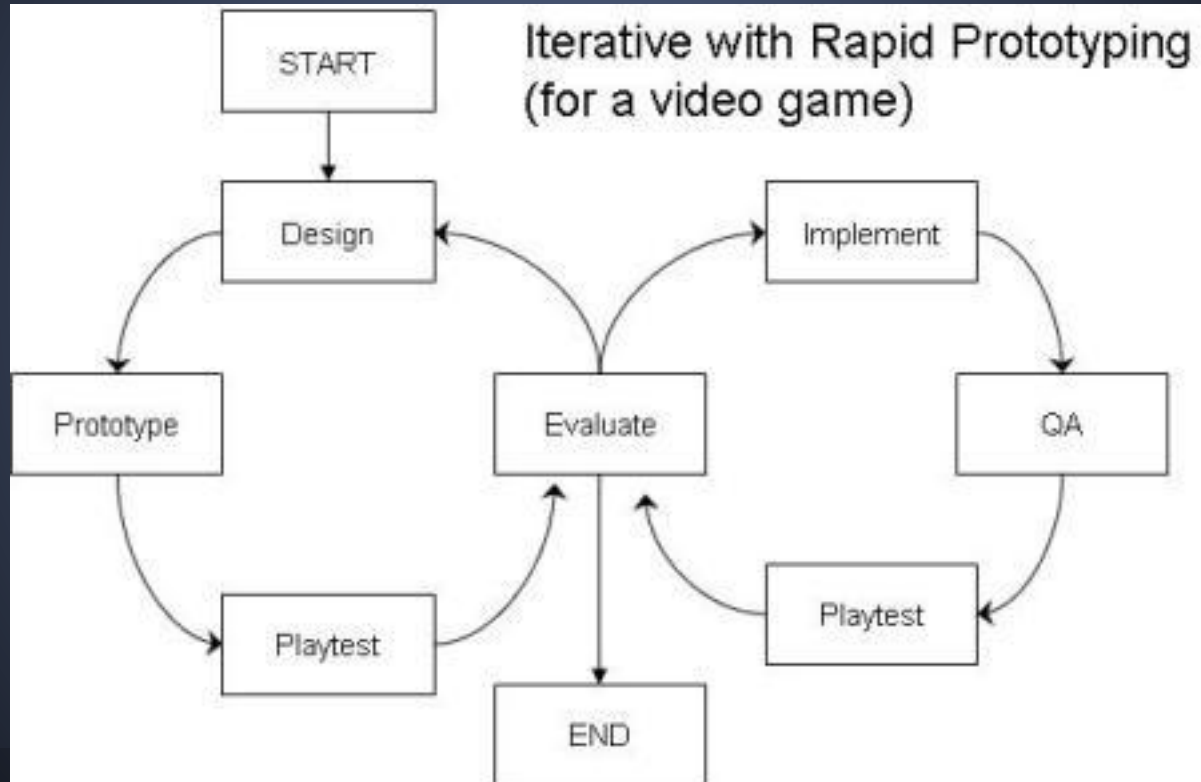 START
Iterative with Rapid Prototyping
(for a video game)
Design
Implement
Prototype
Evaluate
QA
Playtest
Playtest
END